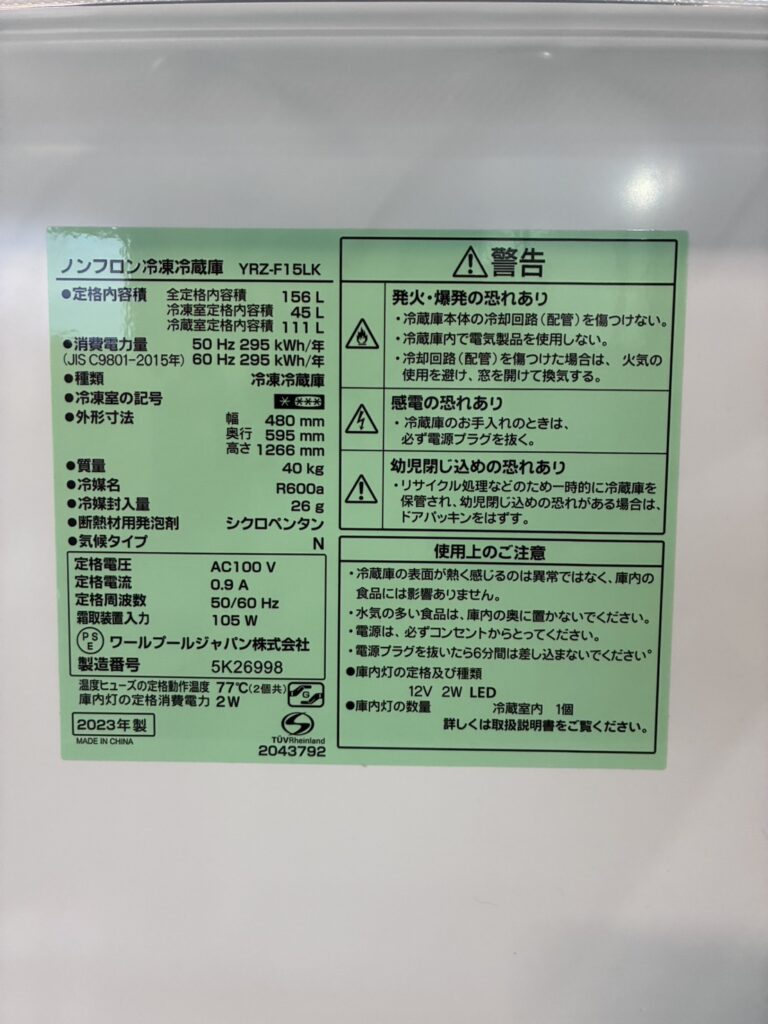 ノンフロン冷凍冷蔵庫 YRZ-F15LK
●定格内容積 全定格内容積 156 L
冷凍室定格内容積 45 L
冷蔵室定格内容積 111 L
●消費電力量 50 Hz 295 kWh/年
(JIS C9801-2015年) 60 Hz 295 kWh/年
●種類 冷凍冷蔵庫
●冷凍室の記号 * ***
●外形寸法 幅 480 mm
奥行 595 mm
高さ 1266 mm
●質量 40 kg
●冷媒名 R600a
●冷媒封入量 26 g
●断熱材用発泡剤 シクロペンタン
●気候タイプ N
定格電圧 AC100 V
定格電流 0.9 A
定格周波数 50/60 Hz
霜取装置入力 105 W
PSE ワールプールジャパン株式会社
製造番号 5K26998
温度ヒューズの定格動作温度 77℃(2個共)
庫内灯の定格消費電力 2W
G
2023年製
MADE IN CHINA
TÜVRheinland
2043792
警告
発火・爆発の恐れあり
・冷蔵庫本体の冷却回路(配管)を傷つけない。
・冷蔵庫内で電気製品を使用しない。
・冷却回路(配管)を傷つけた場合は、火気の
使用を避け、窓を開けて換気する。
感電の恐れあり
・冷蔵庫のお手入れのときは、
必ず電源プラグを抜く。
幼児閉じ込めの恐れあり
・リサイクル処理などのため一時的に冷蔵庫を
保管され、幼児閉じ込めの恐れがある場合は、
ドアパッキンをはずす。
使用上のご注意
・冷蔵庫の表面が熱く感じるのは異常ではなく、庫内の
食品には影響ありません。
・水気の多い食品は、庫内の奥に置かないでください。
・電源は、必ずコンセントからとってください。
・電源プラグを抜いたら6分間は差し込まないでください。
●庫内灯の定格及び種類
12V 2W LED
●庫内灯の数量 冷蔵室内 1個
詳しくは取扱説明書をご覧ください。